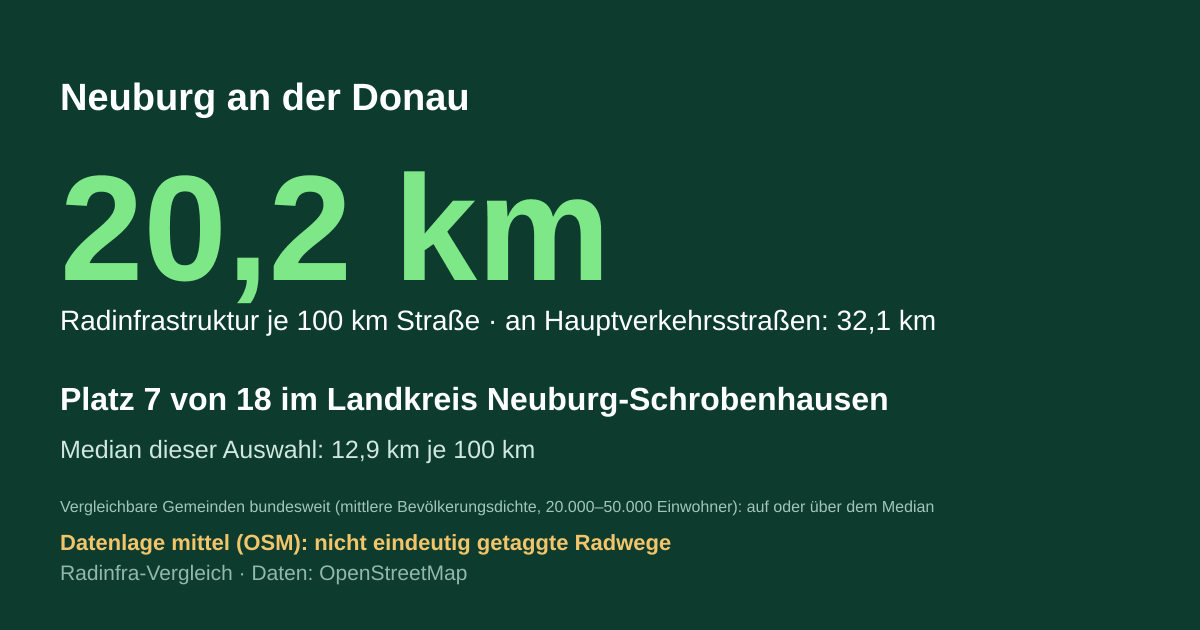 Neuburg an der Donau
20,2 km
Radinfrastruktur je 100 km Straße · an Hauptverkehrsstraßen: 32,1 km
Platz 7 von 18 im Landkreis Neuburg-Schrobenhausen
Median dieser Auswahl: 12,9 km je 100 km
Vergleichbare Gemeinden bundesweit (mittlere Bevölkerungsdichte, 20.000–50.000 Einwohner): auf oder über dem Median
Datenlage mittel (OSM): nicht eindeutig getaggte Radwege
Radinfra-Vergleich · Daten: OpenStreetMap